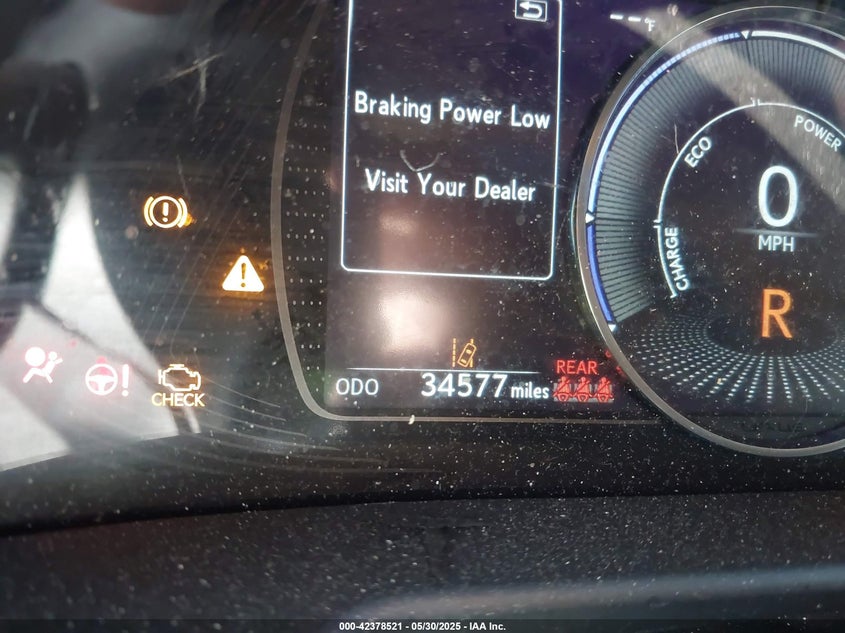 --°F
Braking Power Low
Visit Your Dealer
POWER
ECO
CHARGE
0
MPH
R
CHECK
ODO 34577 miles
REAR
000-42378521 - 05/30/2025 - IAA Inc.